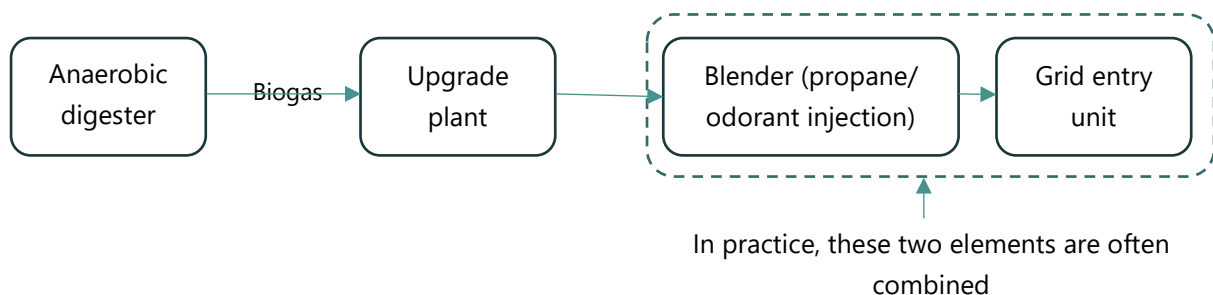 Anaerobic
digester
Biogas
Upgrade
plant
Blender (propane/
odorant injection)
Grid entry
unit
In practice, these two elements are often
combined